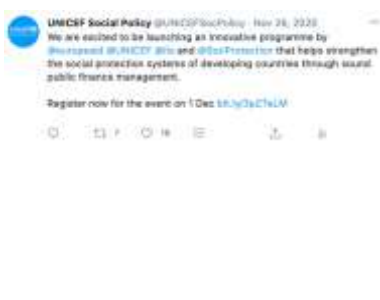 UNICEF Social Policy @UNICEFSocPolicy · Nov 26, 2020
We are excited to be launching an innovative programme by
@europeaid @UNICEF @ilo and @SocProtection that helps strengthen
the social protection systems of developing countries through sound
public finance management.
Register now for the event on 1 Dec